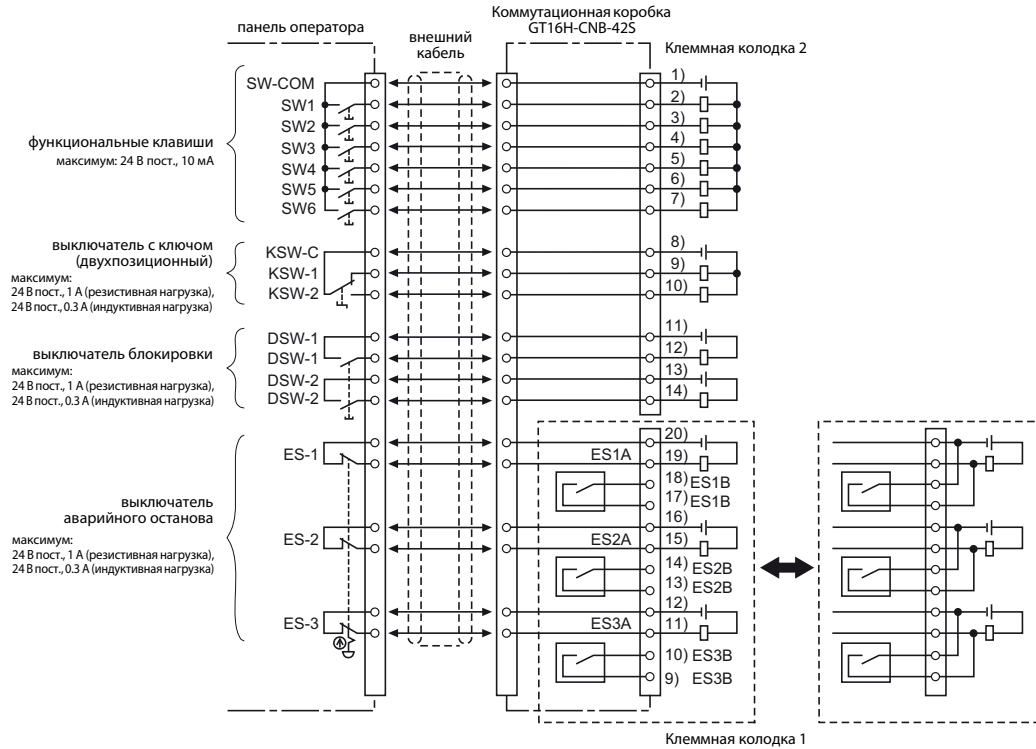 панель оператора
внешний
кабель
Коммутационная коробка
GT16H-CNB-42S
Клеммная колодка 2
функциональные клавиши
максимум: 24 В пост., 10 мА
SW-COM
SW1
SW2
SW3
SW4
SW5
SW6
1)
2)
3)
4)
5)
6)
7)
выключатель с ключом
(двухпозиционный)
максимум:
24 В пост., 1 А (резистивная нагрузка),
24 В пост., 0.3 А (индуктивная нагрузка)
KSW-C
KSW-1
KSW-2
8)
9)
10)
выключатель блокировки
максимум:
24 В пост., 1 А (резистивная нагрузка),
24 В пост., 0.3 А (индуктивная нагрузка)
DSW-1
DSW-1
DSW-2
DSW-2
11)
12)
13)
14)
выключатель
аварийного останова
максимум:
24 В пост., 1 А (резистивная нагрузка),
24 В пост., 0.3 А (индуктивная нагрузка)
ES-1
ES-2
ES-3
20)
ES1A 19)
18) ES1B
17) ES1B
16)
ES2A 15)
14) ES2B
13) ES2B
12)
ES3A 11)
10) ES3B
9) ES3B
Клеммная колодка 1